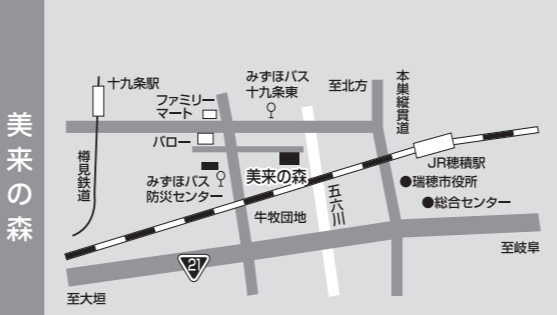 美来の森
十九条駅
ファミリー
マート
みずほバス
十九条東
至北方
本巣縦貫道
バロー
樽見鉄道
みずほバス
防災センター
美来の森
JR穂積駅
●瑞穂市役所
●総合センター
五六川
牛牧団地
21
至岐阜
至大垣